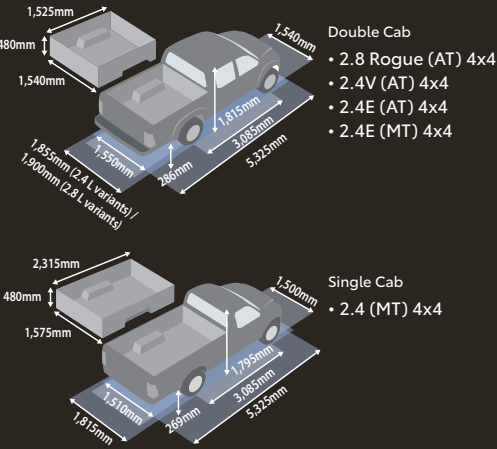 1,525mm
480mm
1,540mm
1,540mm
1,815mm
3,085mm
5,325mm
1,550mm
286mm
1,855mm (2.4 L variants) /
1,900mm (2.8 L variants)
Double Cab
• 2.8 Rogue (AT) 4x4
• 2.4V (AT) 4x4
• 2.4E (AT) 4x4
• 2.4E (MT) 4x4
2,315mm
480mm
1,575mm
1,500mm
1,795mm
3,085mm
5,325mm
1,510mm
269mm
1,815mm
Single Cab
• 2.4 (MT) 4x4